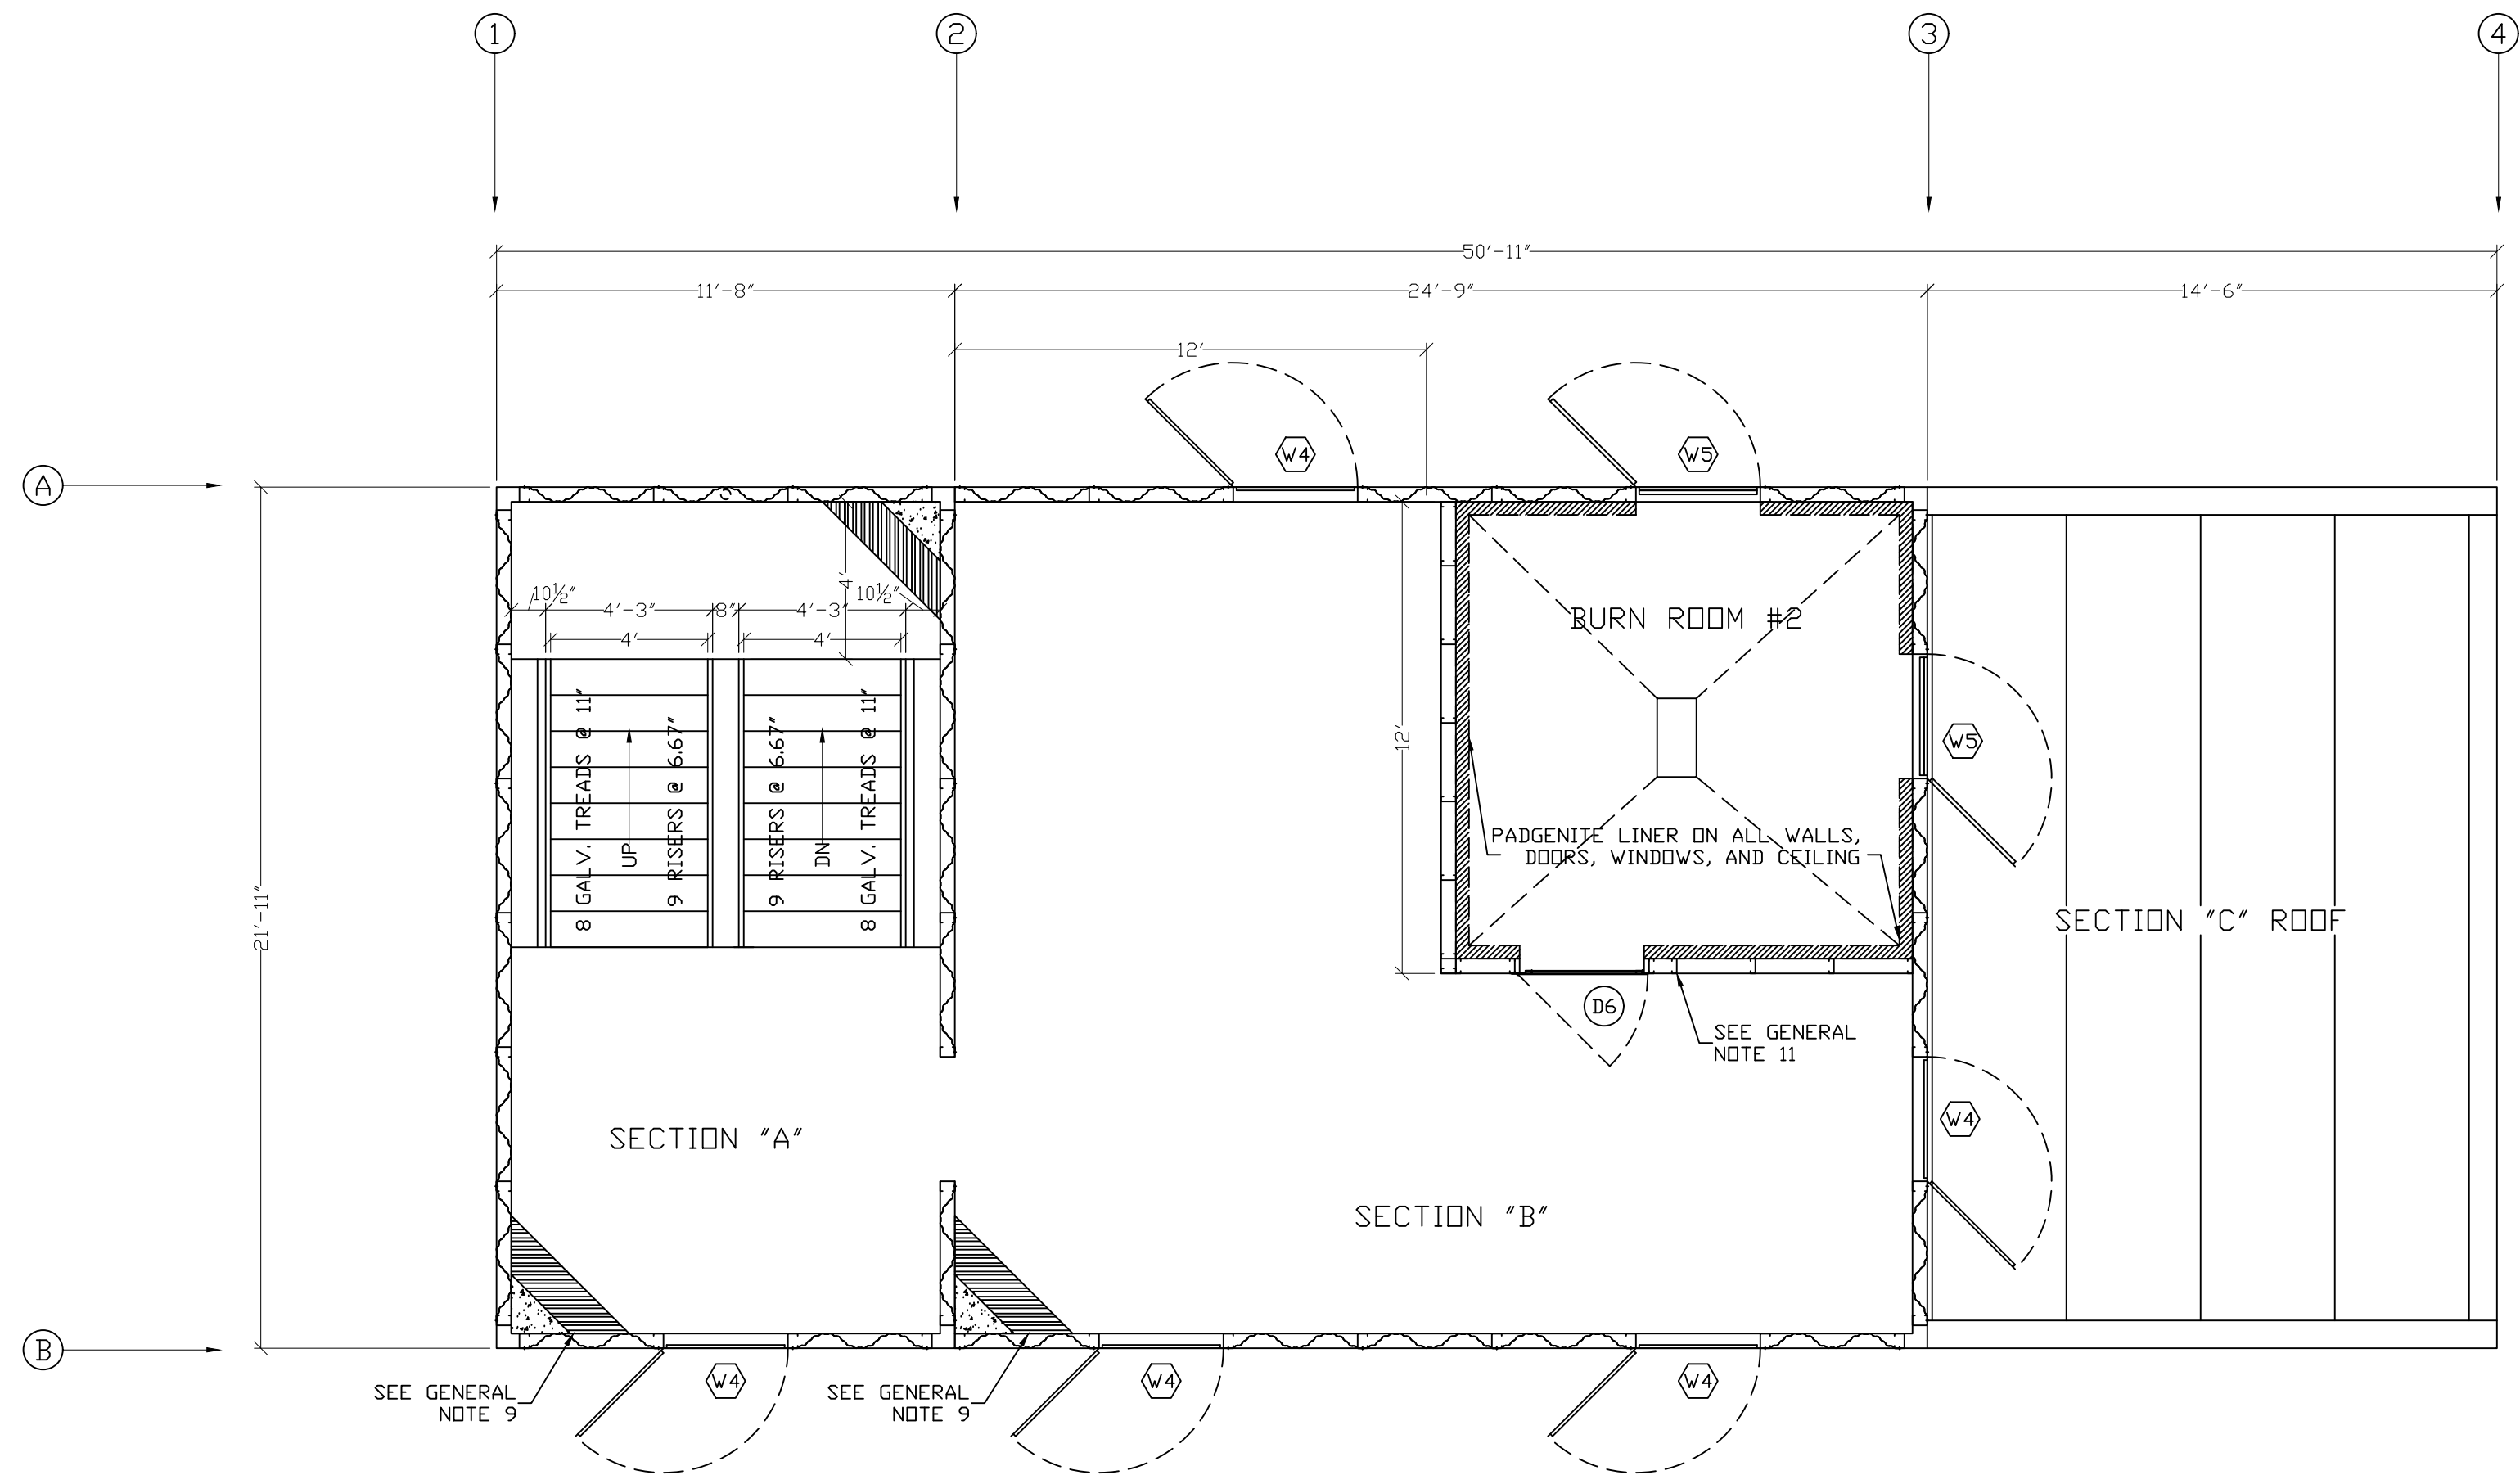 1
2
3
4
50'-11"
11'-8"
24'-9"
14'-6"
12'
W4
W5
A
21'-11"
4'
10½"
4'-3"
8"
4'-3"
10½"
4'
4'
BURN ROOM #2
8 GALV. TREADS @ 11"
UP
9 RISERS @ 6.67"
9 RISERS @ 6.67"
DN
8 GALV. TREADS @ 11"
12'
W5
PADGENITE LINER ON ALL WALLS,
DOORS, WINDOWS, AND CEILING
SECTION "C" ROOF
D6
SEE GENERAL
NOTE 11
W4
SECTION "A"
SECTION "B"
B
SEE GENERAL
NOTE 9
W4
SEE GENERAL
NOTE 9
W4
W4